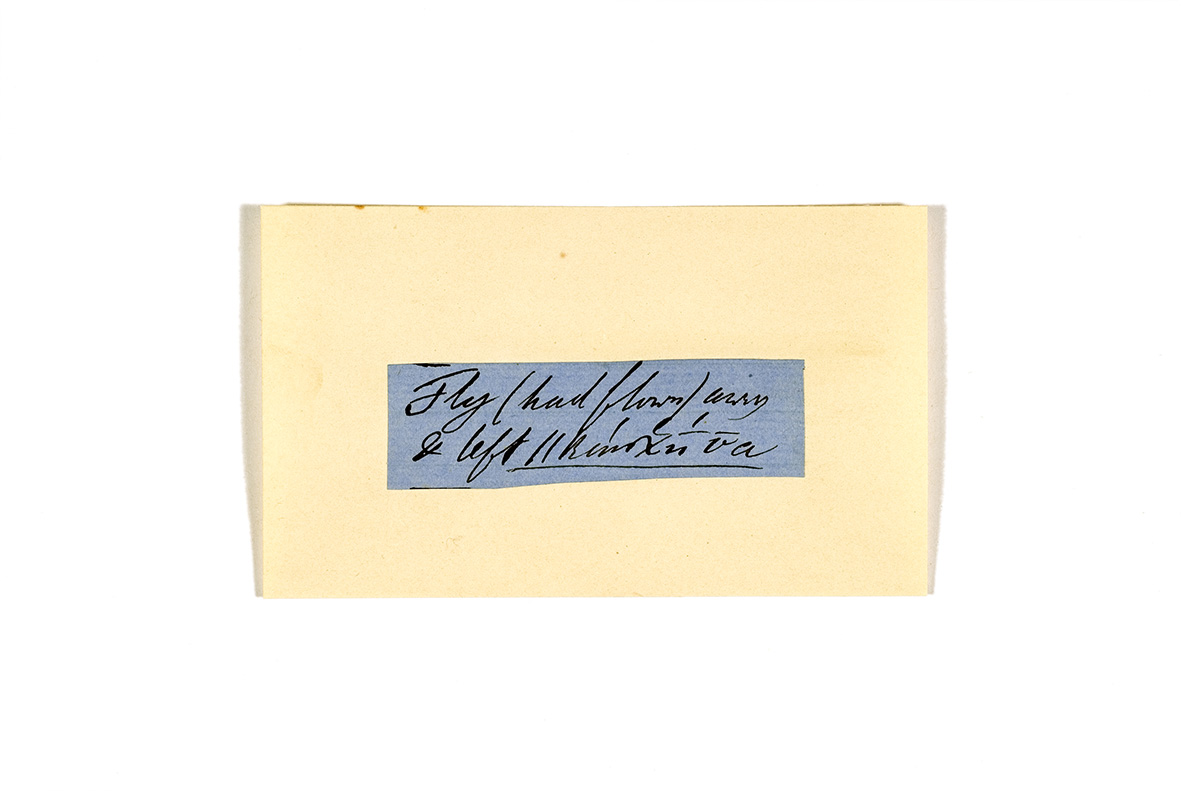 Fly (had flown) away
& left